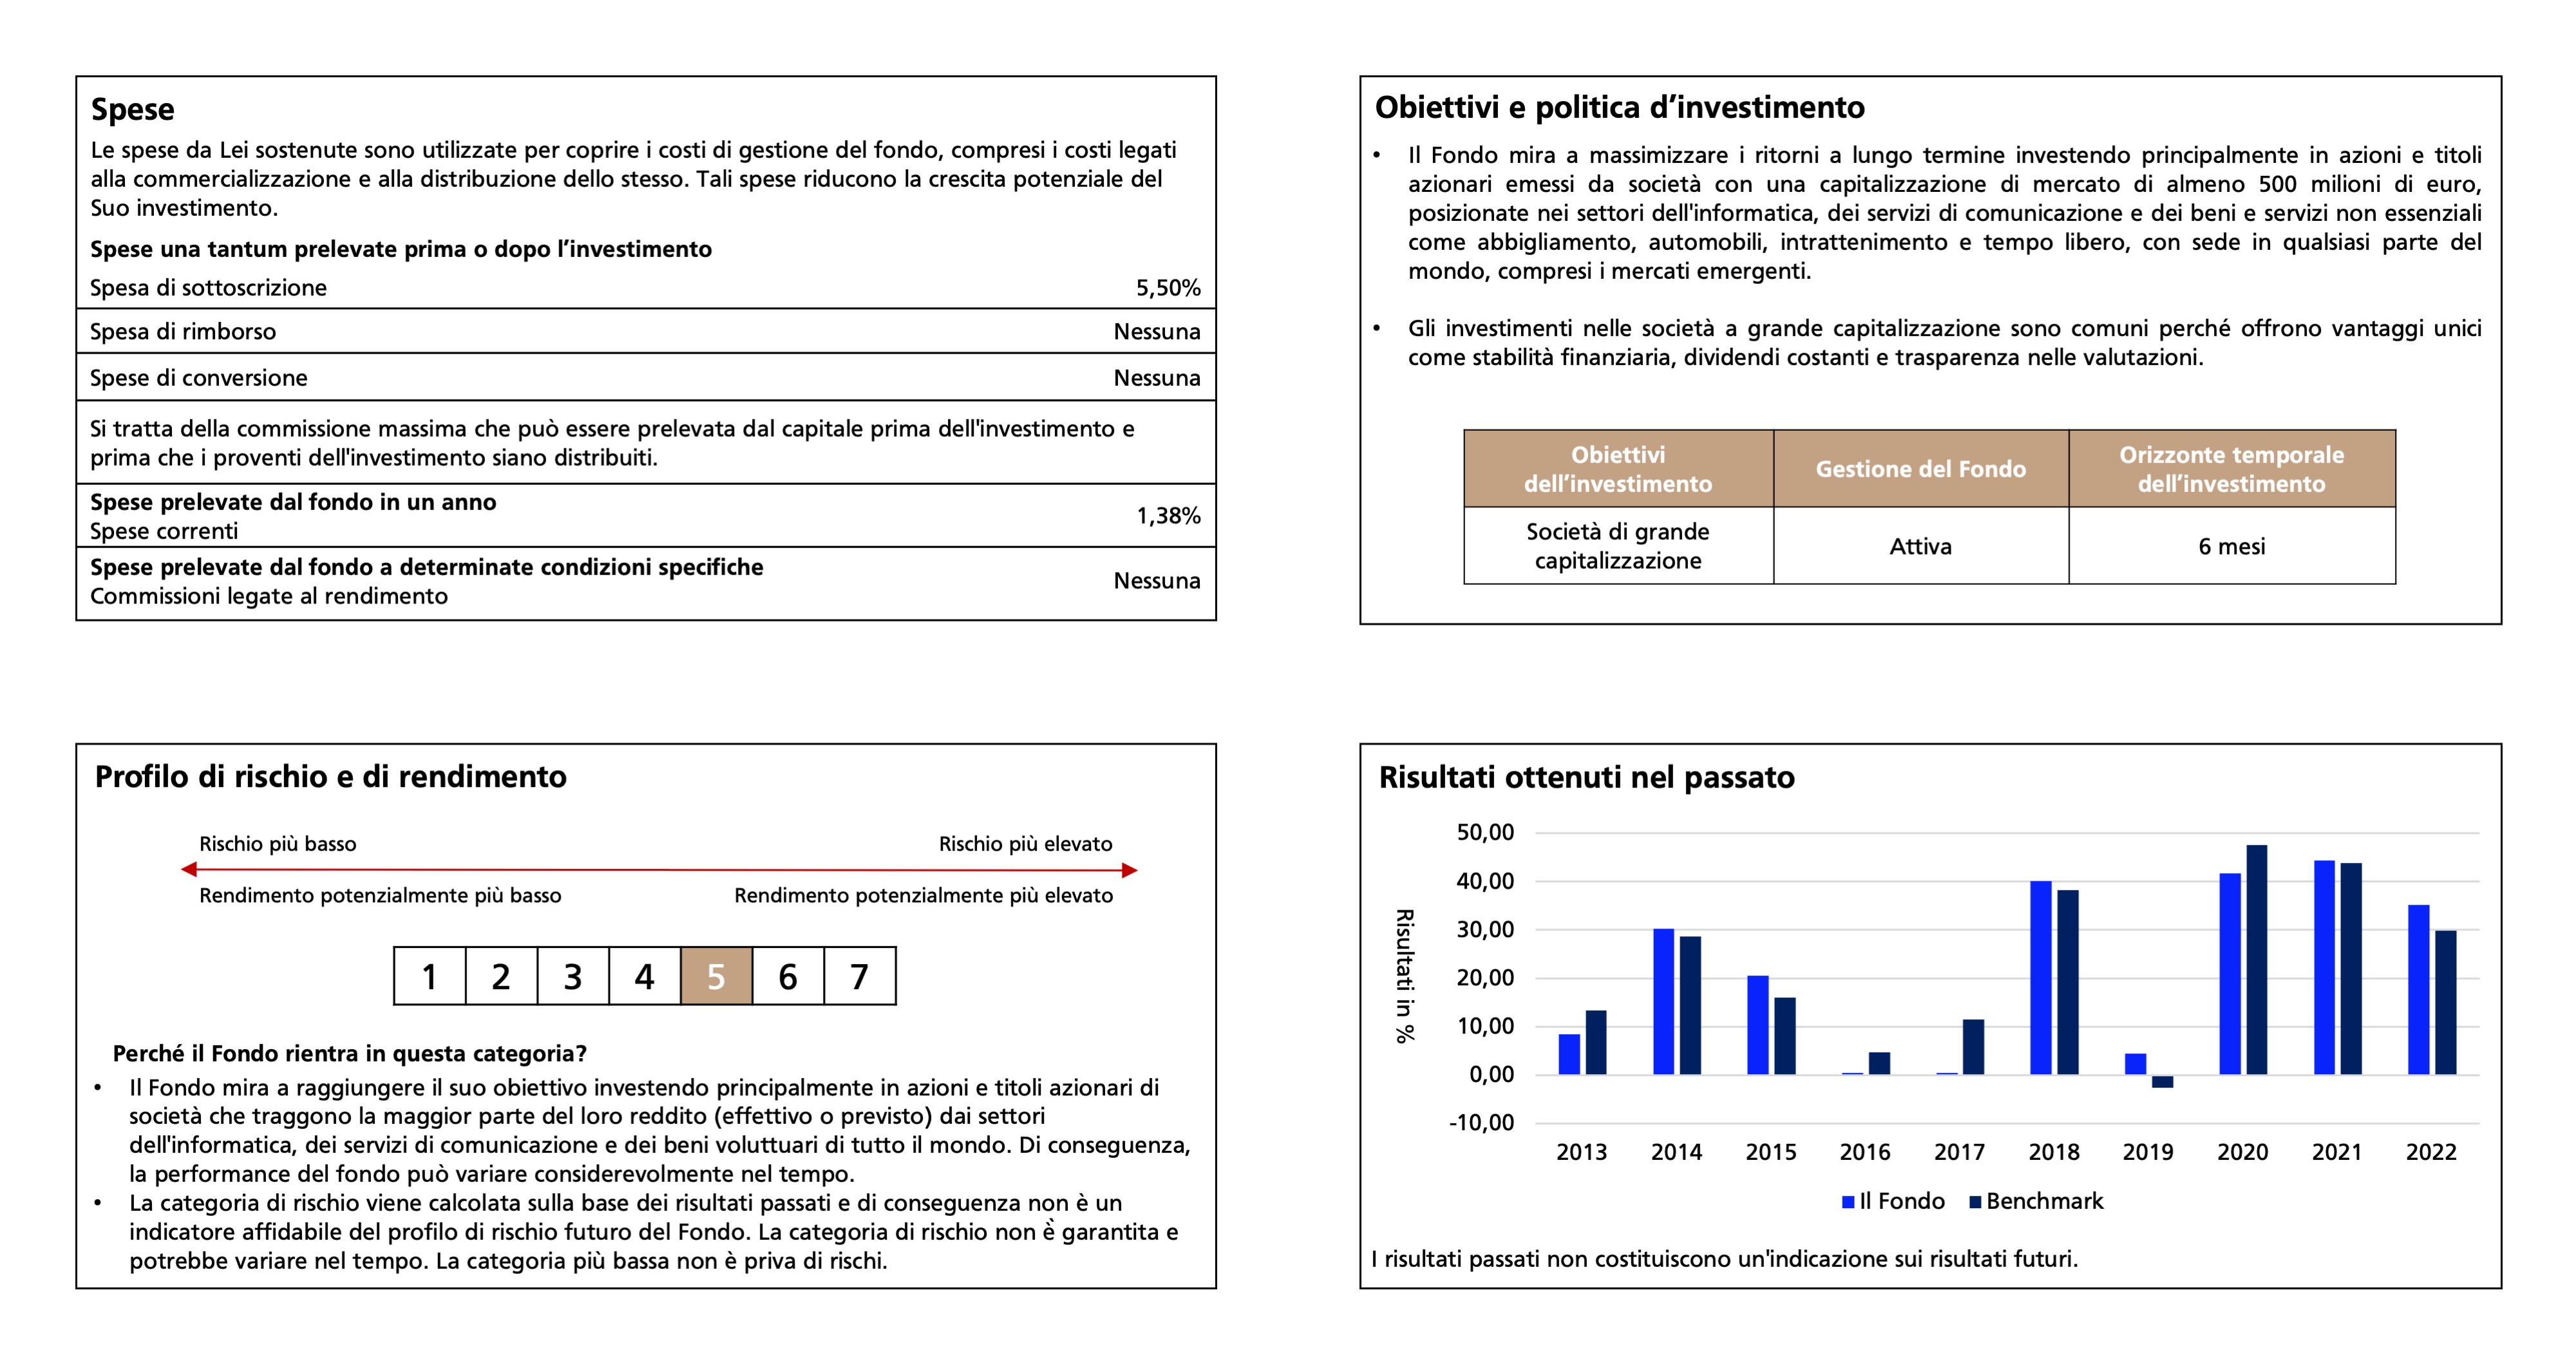 Spese
Le spese da Lei sostenute sono utilizzate per coprire i costi di gestione del fondo, compresi i costi legati
alla commercializzazione e alla distribuzione dello stesso. Tali spese riducono la crescita potenziale del
Suo investimento.
Spese una tantum prelevate prima o dopo l’investimento
Spesa di sottoscrizione 5,50%
Spesa di rimborso Nessuna
Spese di conversione Nessuna
Si tratta della commissione massima che può essere prelevata dal capitale prima dell'investimento e
prima che i proventi dell'investimento siano distribuiti.
Spese prelevate dal fondo in un anno
Spese correnti
1,38%
Spese prelevate dal fondo a determinate condizioni specifiche
Commissioni legate al rendimento
Nessuna
Obiettivi e politica d’investimento
• Il Fondo mira a massimizzare i ritorni a lungo termine investendo principalmente in azioni e titoli
azionari emessi da società con una capitalizzazione di mercato di almeno 500 milioni di euro,
posizionate nei settori dell'informatica, dei servizi di comunicazione e dei beni e servizi non essenziali
come abbigliamento, automobili, intrattenimento e tempo libero, con sede in qualsiasi parte del
mondo, compresi i mercati emergenti.
• Gli investimenti nelle società a grande capitalizzazione sono comuni perché offrono vantaggi unici
come stabilità finanziaria, dividendi costanti e trasparenza nelle valutazioni.
Obiettivi
dell’investimento
Gestione del Fondo
Orizzonte temporale
dell’investimento
Società di grande
capitalizzazione
Attiva
6 mesi
Profilo di rischio e di rendimento
Rischio più basso Rischio più elevato
Rendimento potenzialmente più basso Rendimento potenzialmente più elevato
1 2 3 4 5 6 7
Perché il Fondo rientra in questa categoria?
• Il Fondo mira a raggiungere il suo obiettivo investendo principalmente in azioni e titoli azionari di
società che traggono la maggior parte del loro reddito (effettivo o previsto) dai settori
dell'informatica, dei servizi di comunicazione e dei beni voluttuari di tutto il mondo. Di conseguenza,
la performance del fondo può variare considerevolmente nel tempo.
• La categoria di rischio viene calcolata sulla base dei risultati passati e di conseguenza non è un
indicatore affidabile del profilo di rischio futuro del Fondo. La categoria di rischio non è̀ garantita e
potrebbe variare nel tempo. La categoria più bassa non è priva di rischi.
Risultati ottenuti nel passato
Risultati in %
50,00
40,00
30,00
20,00
10,00
0,00
-10,00
2013 2014 2015 2016 2017 2018 2019 2020 2021 2022
Il Fondo Benchmark
I risultati passati non costituiscono un'indicazione sui risultati futuri.